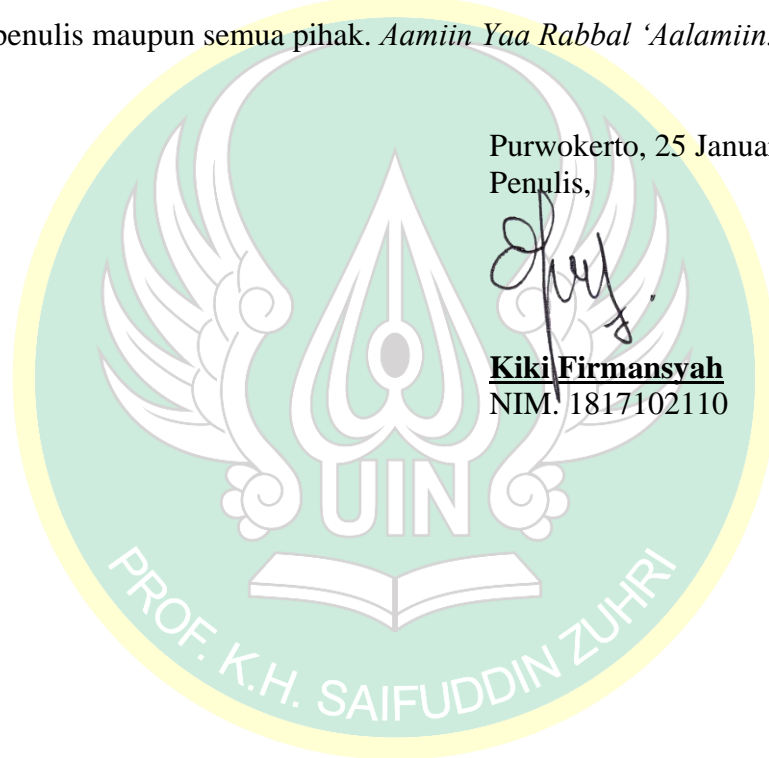 penulis maupun semua pihak. Aamiin Yaa Rabbal ‘Aalamiin.
Purwokerto, 25 Januar
Penulis,
Kiki Firmansyah
NIM. 1817102110
UIN
PROF. K.H. SAIFUDDIN ZUHRI